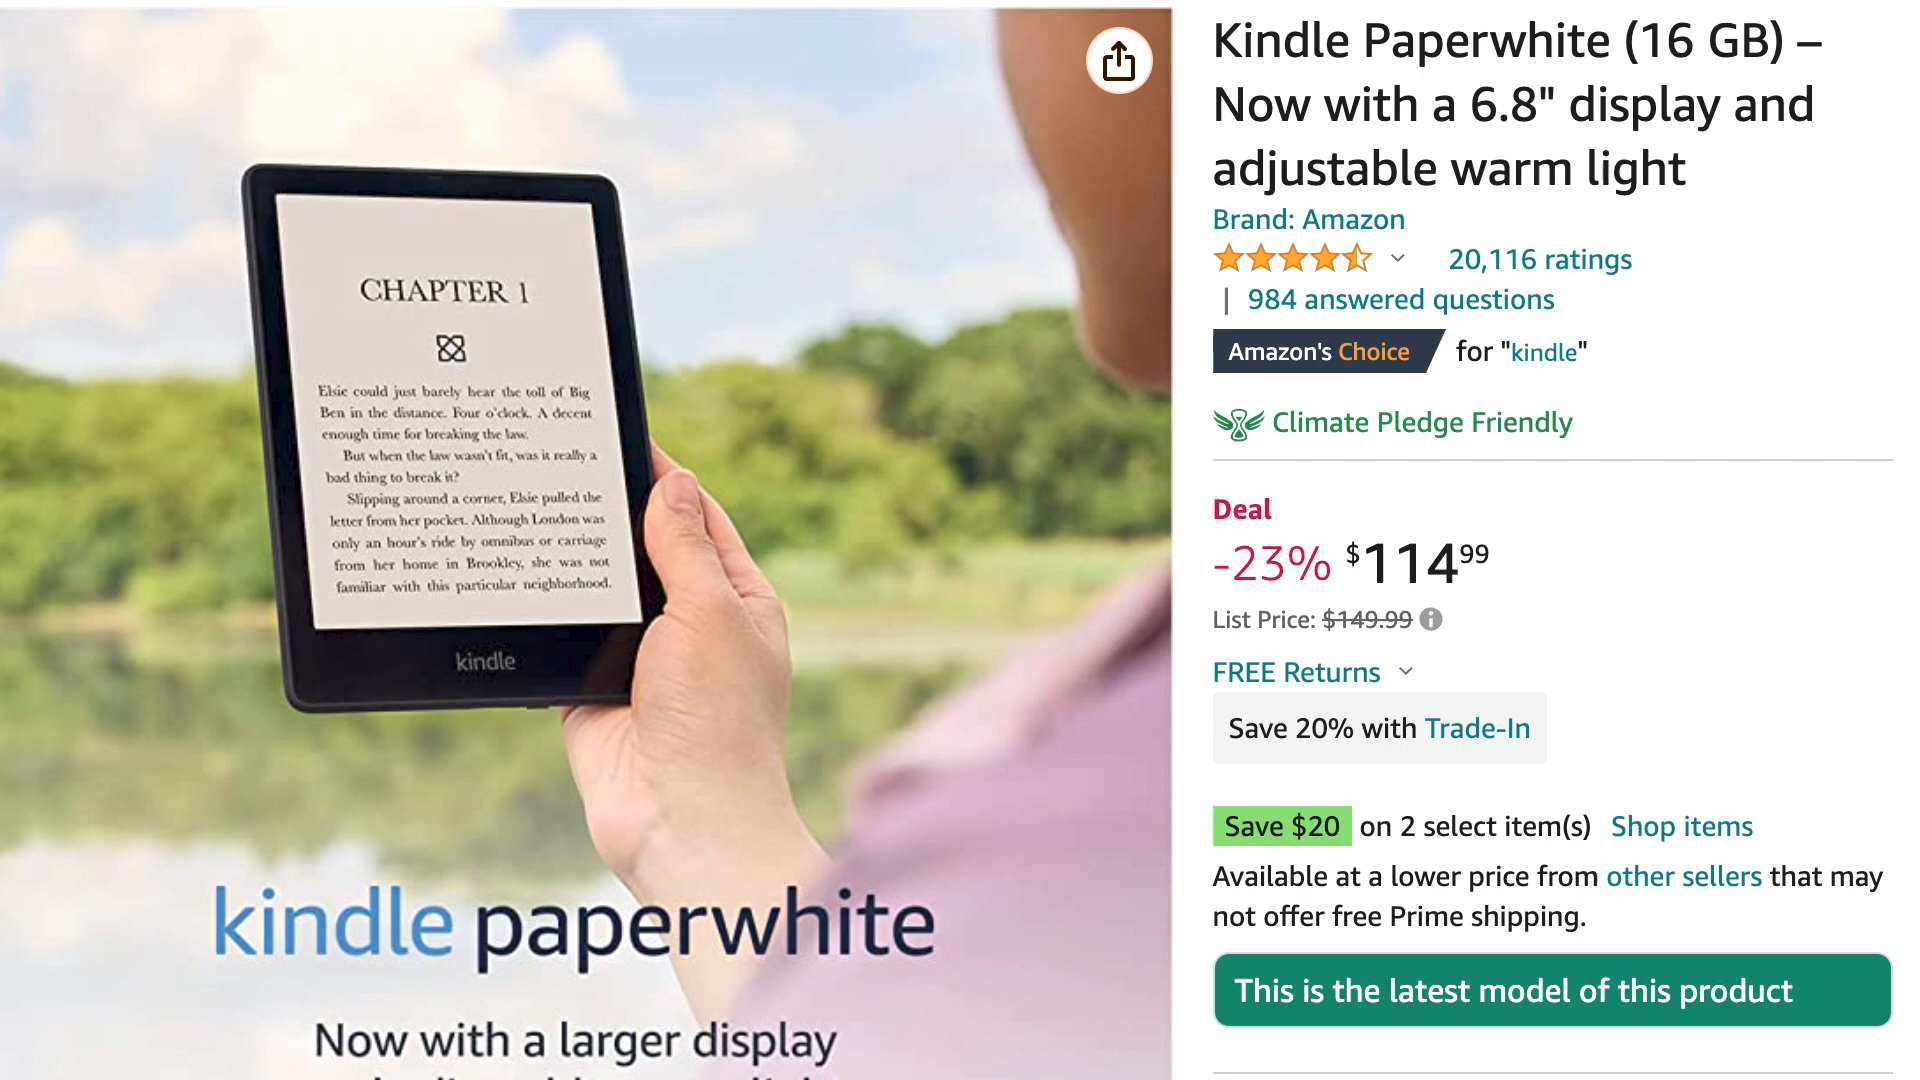 CHAPTER 1
Elsie could just barely hear the toll of Big
Ben in the distance. Four o'clock. A decent
enough time for breaking the law.
But when the law wasn't fit, was it really a
bad thing to break it?
Slipping around a corner, Elsie pulled the
letter from her pocket. Although London was
only an hour's ride by omnibus or carriage
from her home in Brookley, she was not
familiar with this particular neighborhood.
kindle
kindle paperwhite
Now with a larger display
Kindle Paperwhite (16 GB) –
Now with a 6.8" display and
adjustable warm light
Brand: Amazon
20,116 ratings
| 984 answered questions
Amazon's Choice for "kindle"
Climate Pledge Friendly
Deal
-23% $114 99
List Price: $149.99
FREE Returns
Save 20% with Trade-In
Save $20 on 2 select item(s) Shop items
Available at a lower price from other sellers that may
not offer free Prime shipping.
This is the latest model of this product